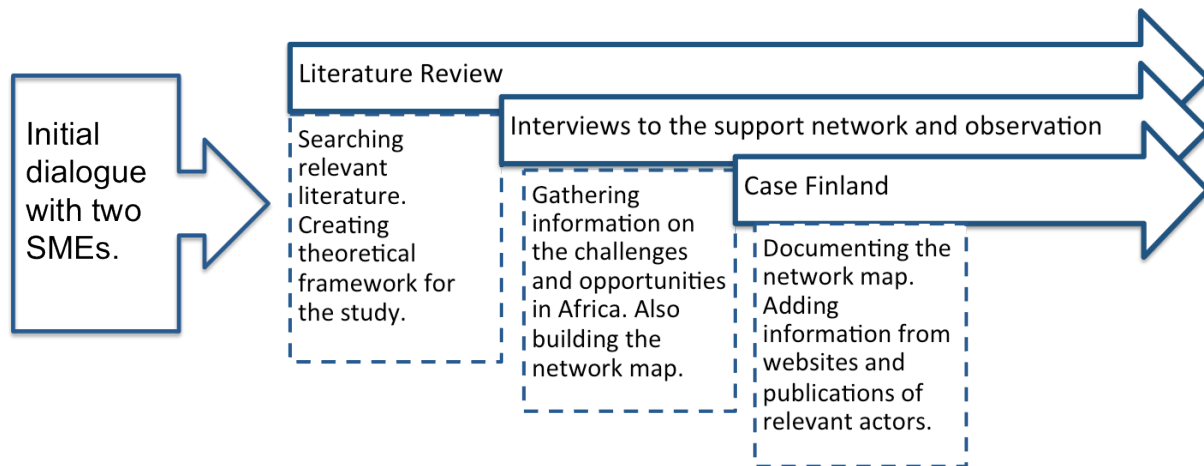 Initial
dialogue
with two
SMEs.
Literature Review
Searching
relevant
literature.
Creating
theoretical
framework for
the study.
Interviews to the support network and observation
Gathering
information on
the challenges
and opportunities
in Africa. Also
building the
network map.
Case Finland
Documenting the
network map.
Adding
information from
websites and
publications of
relevant actors.